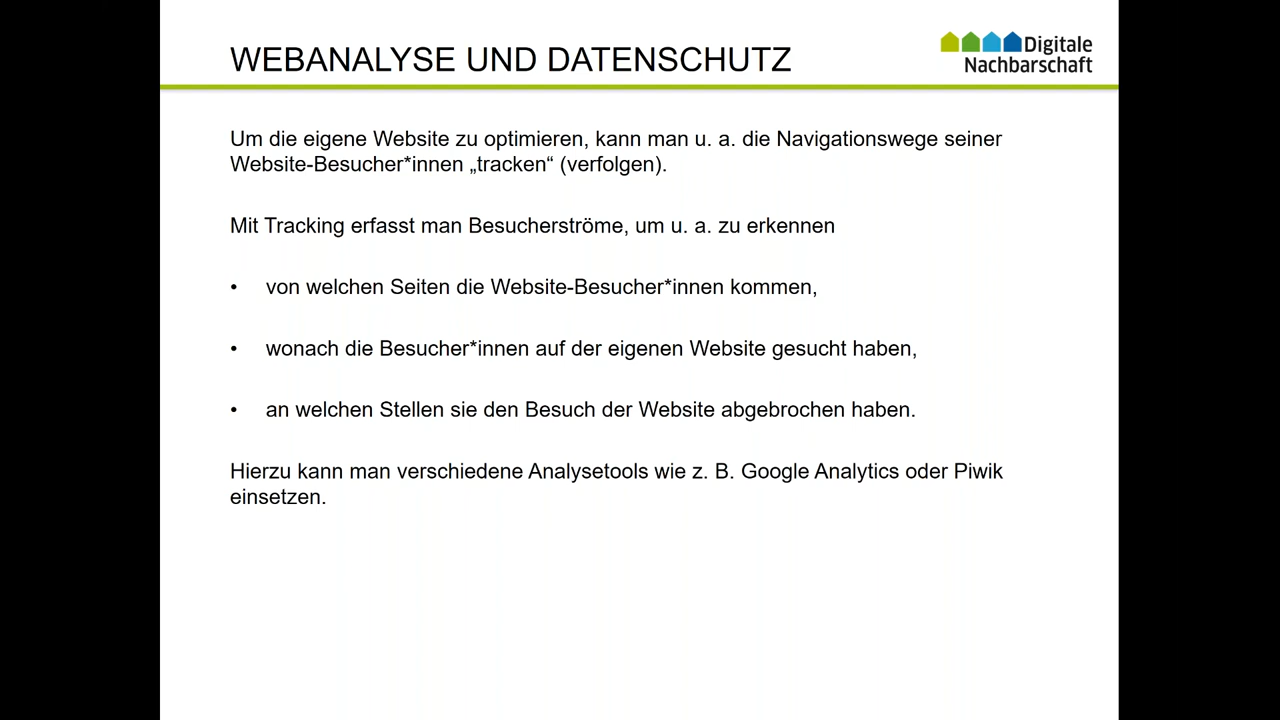 WEBANALYSE UND DATENSCHUTZ
Digitale
Nachbarschaft
Um die eigene Website zu optimieren, kann man u. a. die Navigationswege seiner
Website-Besucher*innen „tracken“ (verfolgen).
Mit Tracking erfasst man Besucherströme, um u. a. zu erkennen
• von welchen Seiten die Website-Besucher*innen kommen,
• wonach die Besucher*innen auf der eigenen Website gesucht haben,
• an welchen Stellen sie den Besuch der Website abgebrochen haben.
Hierzu kann man verschiedene Analysetools wie z. B. Google Analytics oder Piwik
einsetzen.